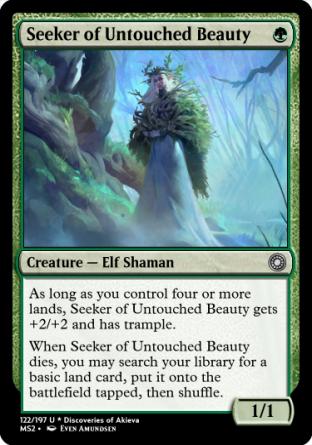 Seeker of Untouched Beauty
Creature — Elf Shaman
As long as you control four or more
lands, Seeker of Untouched Beauty gets
+2/+2 and has trample.
When Seeker of Untouched Beauty
dies, you may search your library for a
basic land card, put it onto the
battlefield tapped, then shuffle.
1/1
122/197 U * Discoveries of Akieva
MS2 • Even Amundsen